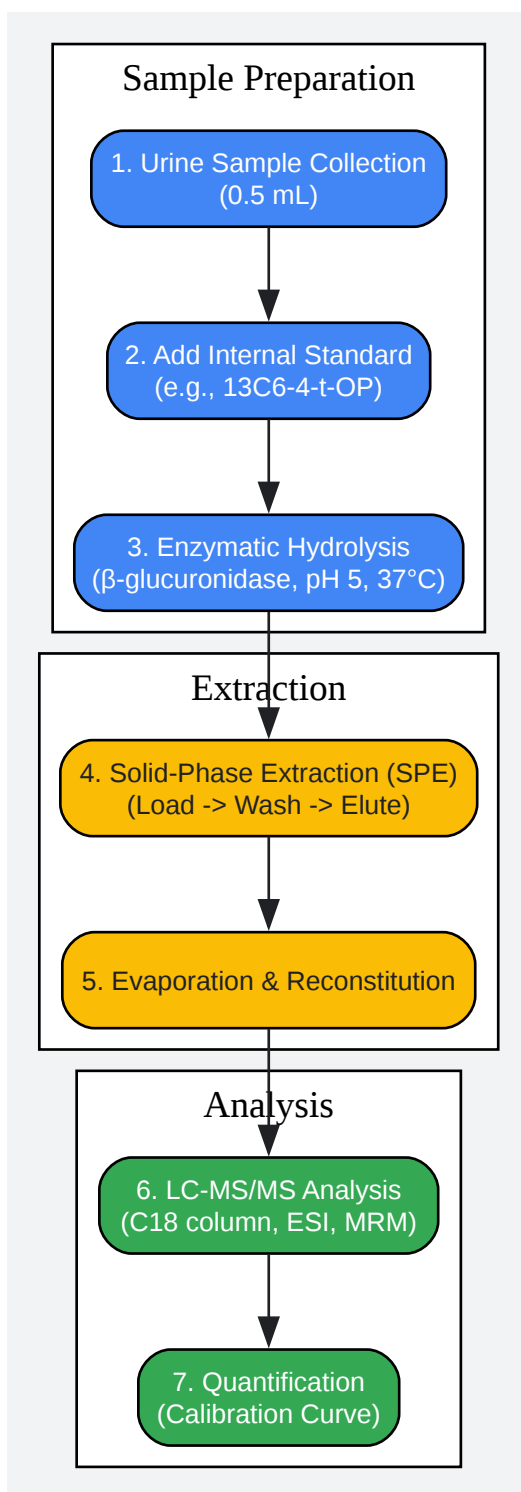 Sample Preparation
1. Urine Sample Collection
(0.5 mL)
2. Add Internal Standard
(e.g., 13C6-4-t-OP)
3. Enzymatic Hydrolysis
(β-glucuronidase, pH 5, 37°C)
Extraction
4. Solid-Phase Extraction (SPE)
(Load -> Wash -> Elute)
5. Evaporation & Reconstitution
Analysis
6. LC-MS/MS Analysis
(C18 column, ESI, MRM)
7. Quantification
(Calibration Curve)